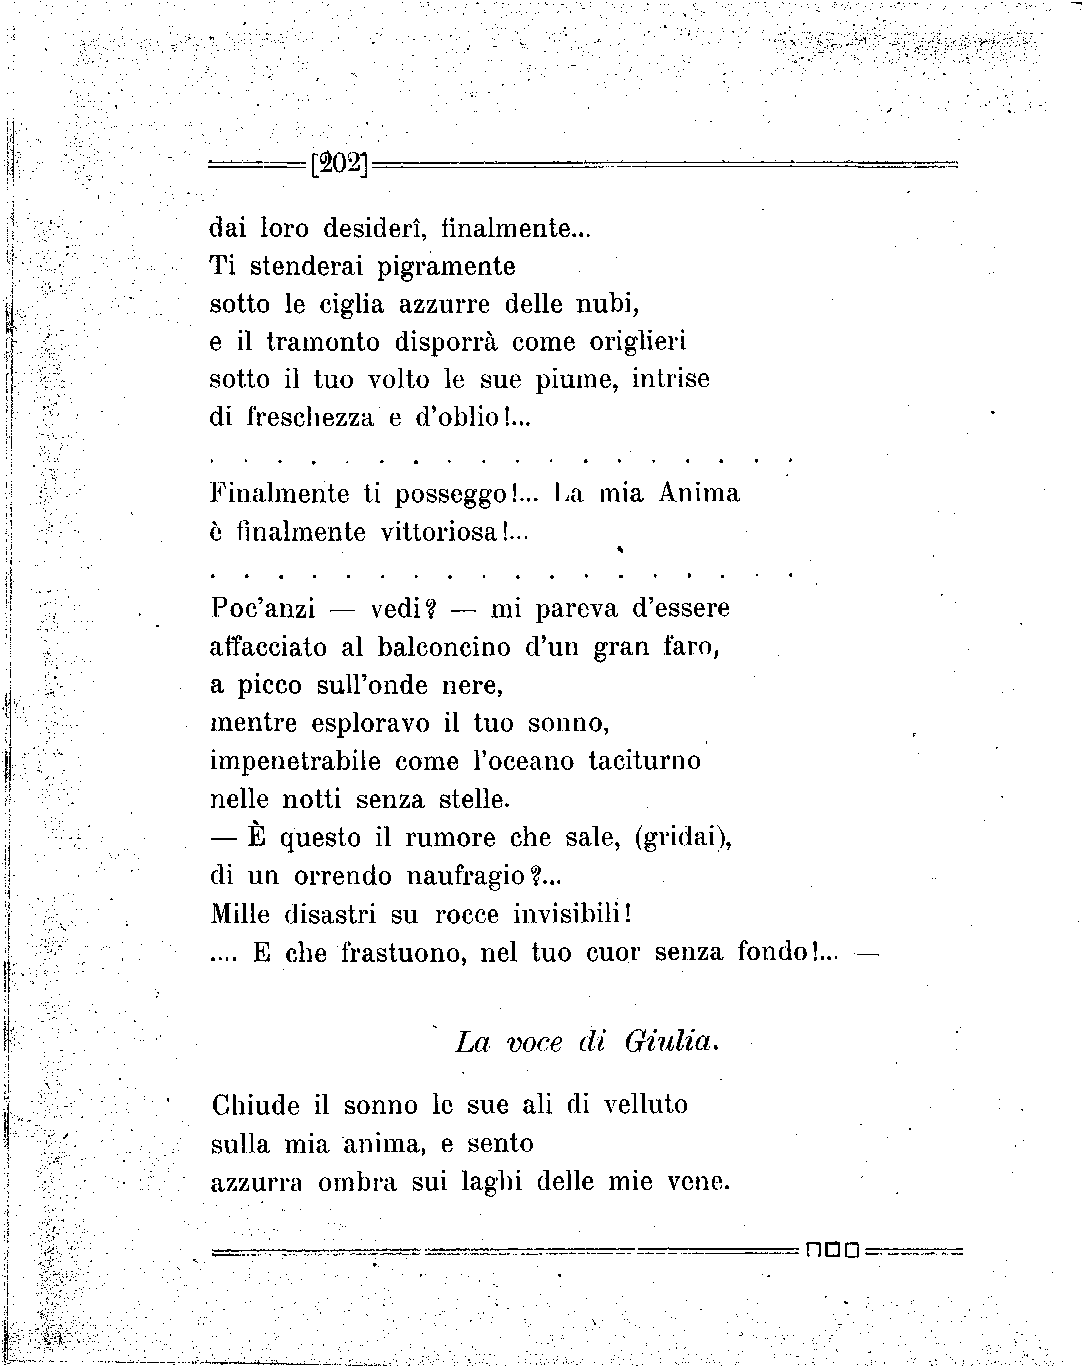 [202]
dai loro desiderî, finalmente...
Ti stenderai pigramente
sotto le ciglia azzurre delle nubi,
e il tramonto disporrà come origlieri
sotto il tuo volto le sue piume, intrise
di freschezza e d'oblio!...
. . . . . . . . . . . . . . . . . .
Finalmente ti posseggo!... La mia Anima
è finalmente vittoriosa!...
. . . . . . . . . . . . . . . . . .
Poc'anzi — vedi? — mi pareva d'essere
affacciato al balconcino d'un gran faro,
a picco sull'onde nere,
mentre esploravo il tuo sonno,
impenetrabile come l'oceano taciturno
nelle notti senza stelle.
— È questo il rumore che sale, (gridai),
di un orrendo naufragio?...
Mille disastri su rocce invisibili!
.... E che frastuono, nel tuo cuor senza fondo!... —
La voce di Giulia.
Chiude il sonno le sue ali di velluto
sulla mia anima, e sento
azzurra ombra sui laghi delle mie vene.